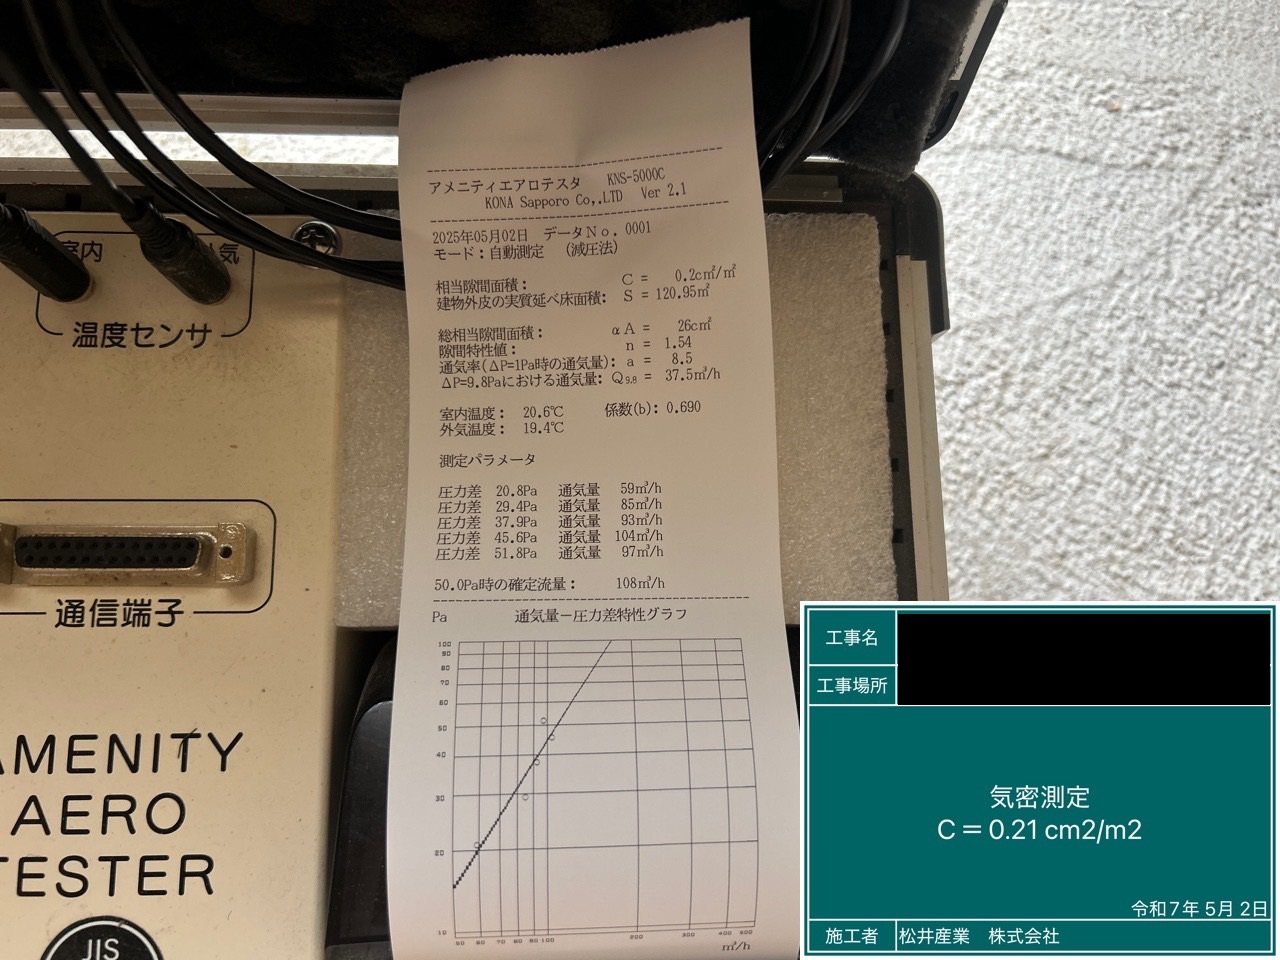 アメニティエアロテスタ KNS-5000C
KONA Sapporo Co,.LTD Ver 2.1
2025年05月02日 データNo. 0001
モード：自動測定 （減圧法）
相当隙間面積： C = 0.2cm²/m²
建物外皮の実質延べ床面積: S = 120.95m²
総相当隙間面積： αA = 26cm²
隙間特性値： n = 1.54
通気率(ΔP=1Pa時の通気量): a = 8.5
ΔP=9.8Paにおける通気量: Q9.8 = 37.5m³/h
室内温度： 20.6℃ 係数(b): 0.690
外気温度： 19.4℃
測定パラメータ
圧力差 20.8Pa 通気量 59m³/h
圧力差 29.4Pa 通気量 85m³/h
圧力差 37.9Pa 通気量 93m³/h
圧力差 45.6Pa 通気量 104m³/h
圧力差 51.8Pa 通気量 97m³/h
50.0Pa時の確定流量： 108m³/h
Pa 通気量－圧力差特性グラフ
100
90
80
70
60
50
40
30
20
10
50 60 70 80 90 100 200 300 400 500
m³/h
室内
気
温度センサ
通信端子
AMENITY
AERO
TESTER
JIS
工事名
工事場所
気密測定
C＝0.21 cm2/m2
令和7年 5月 2日
施工者 松井産業 株式会社